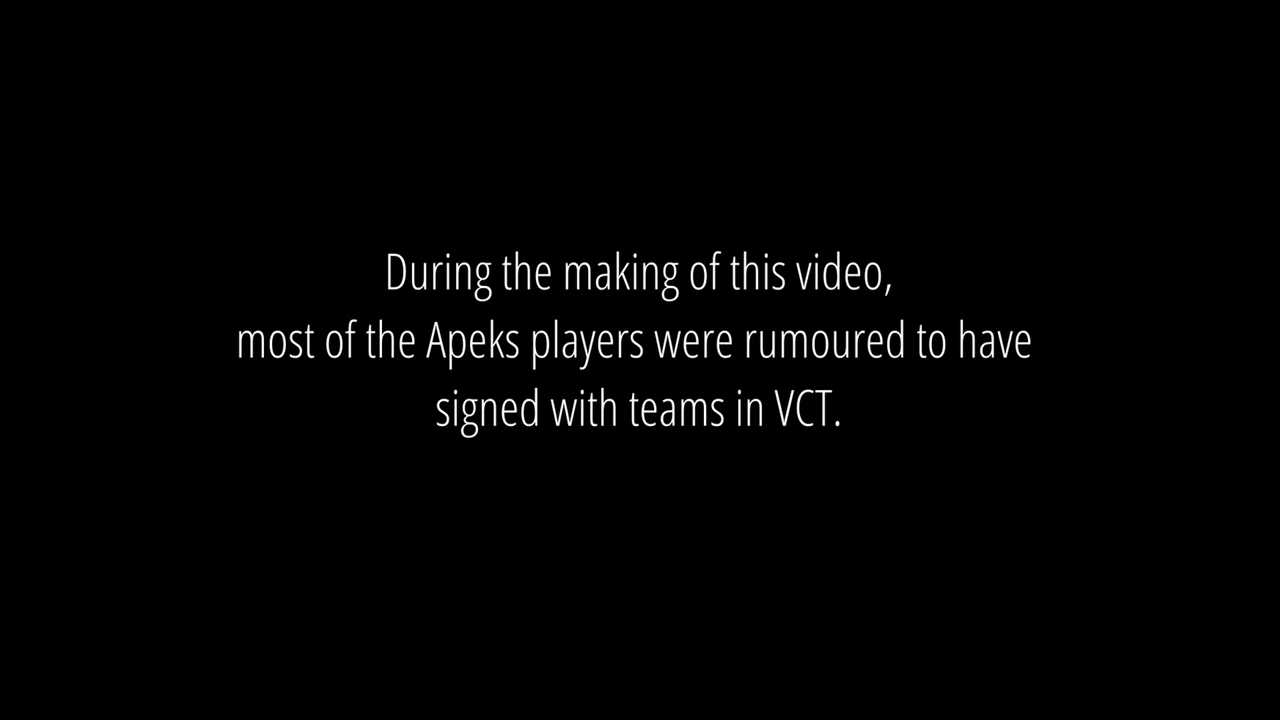 During the making of this video,
most of the Apeks players were rumoured to have
signed with teams in VCT.